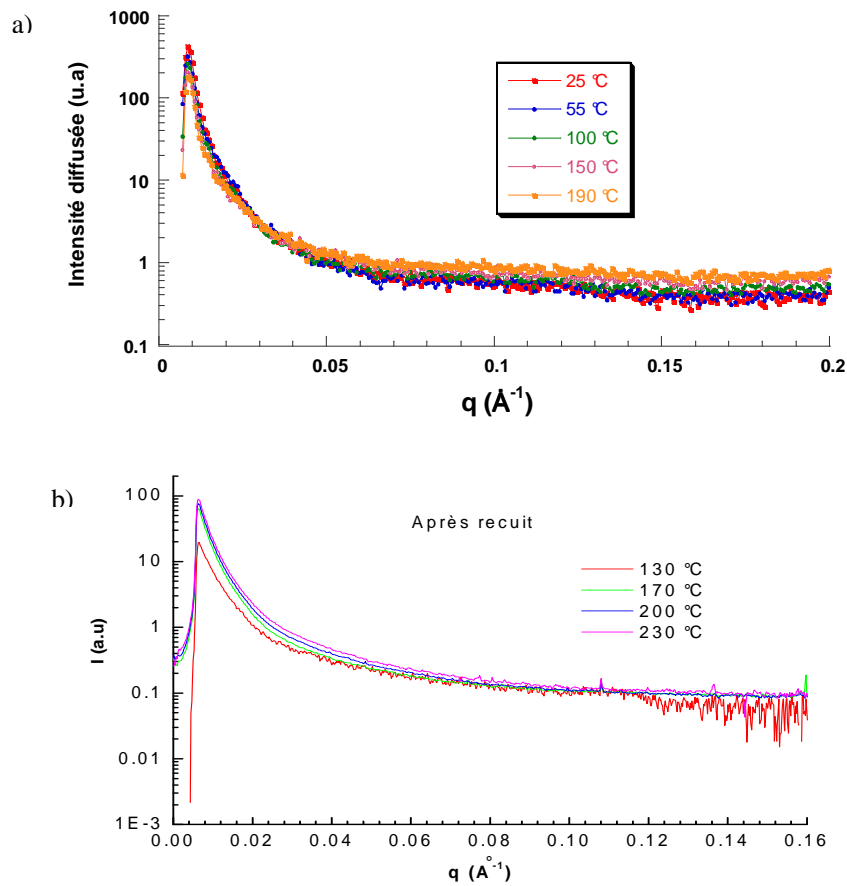 a)
1000
100
10
1
0.1
Intensité diffusée (u.a)
25 °C
55 °C
100 °C
150 °C
190 °C
0 0.05 0.1 0.15 0.2
q (Å-1)
b)
100
10
1
0.1
0.01
1E-3
I (a.u)
Après recuit
130 °C
170 °C
200 °C
230 °C
0.00 0.02 0.04 0.06 0.08 0.10 0.12 0.14 0.16
q (A°-1)